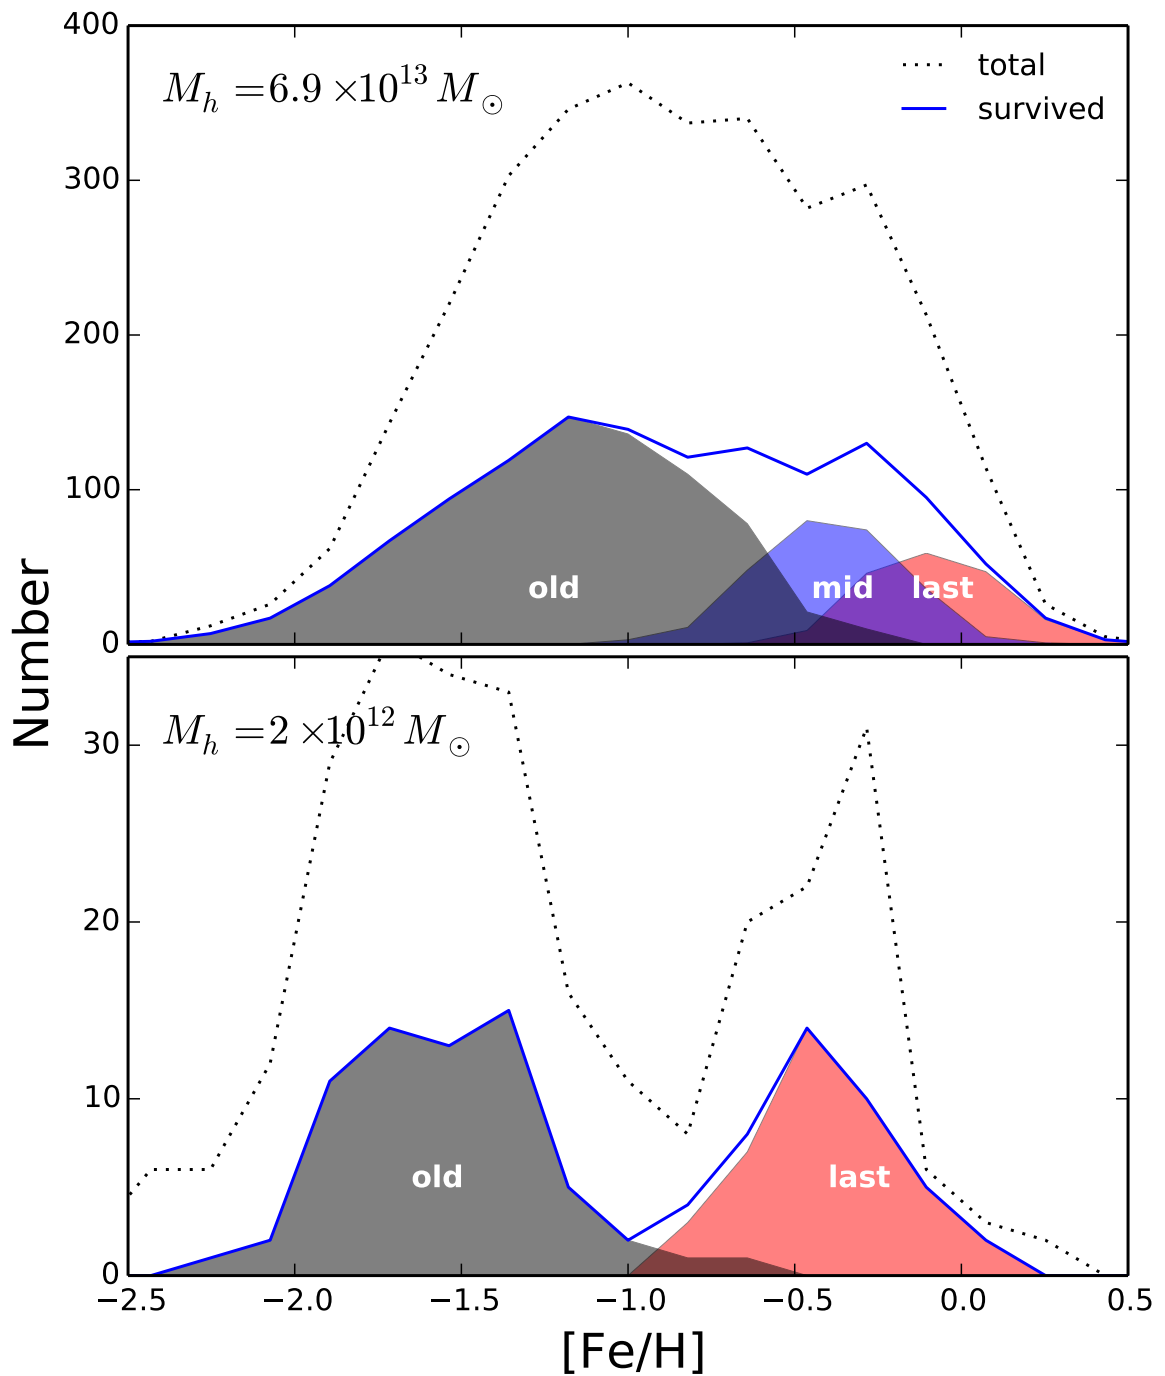 400
300
200
100
0
M_h = 6.9 × 10^13 M_⊙
total
survived
old
mid
last
Number
30
20
10
0
M_h = 2 × 10^12 M_⊙
old
last
−2.5 −2.0 −1.5 −1.0 −0.5 0.0 0.5
[Fe/H]